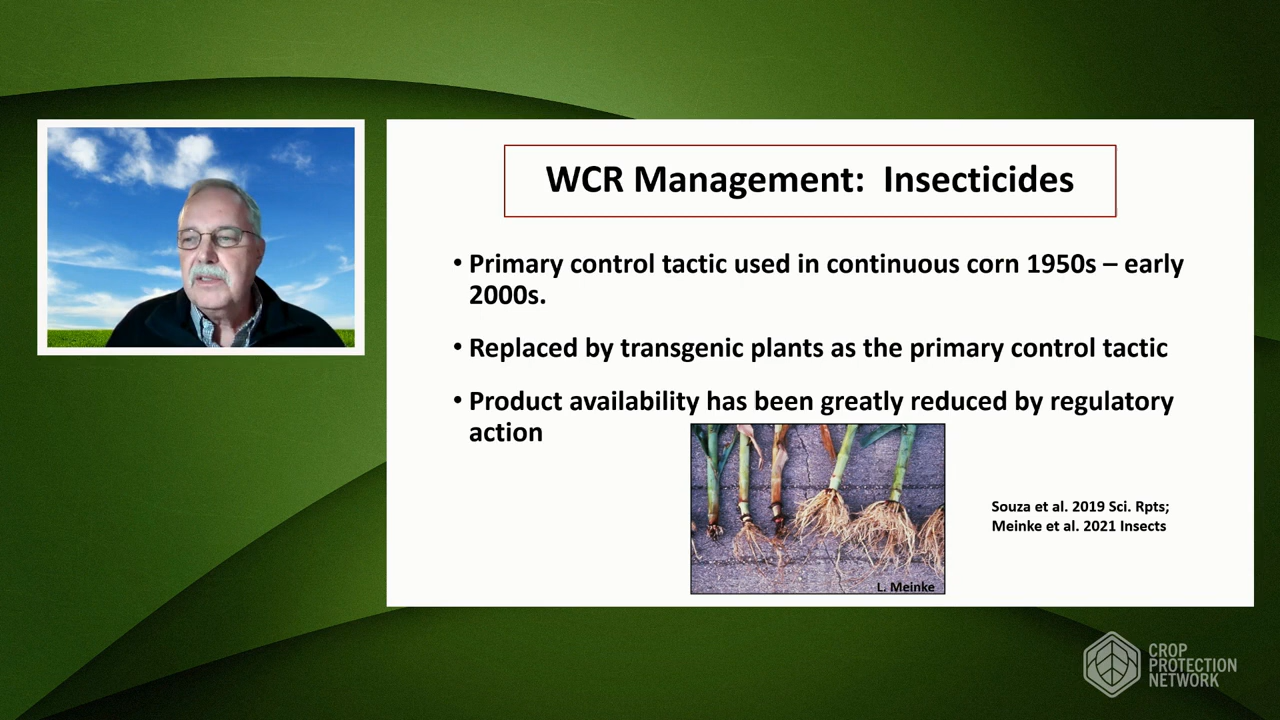 WCR Management: Insecticides
• Primary control tactic used in continuous corn 1950s – early
2000s.
• Replaced by transgenic plants as the primary control tactic
• Product availability has been greatly reduced by regulatory
action
Souza et al. 2019 Sci. Rpts;
Meinke et al. 2021 Insects
L. Meinke
CROP
PROTECTION
NETWORK